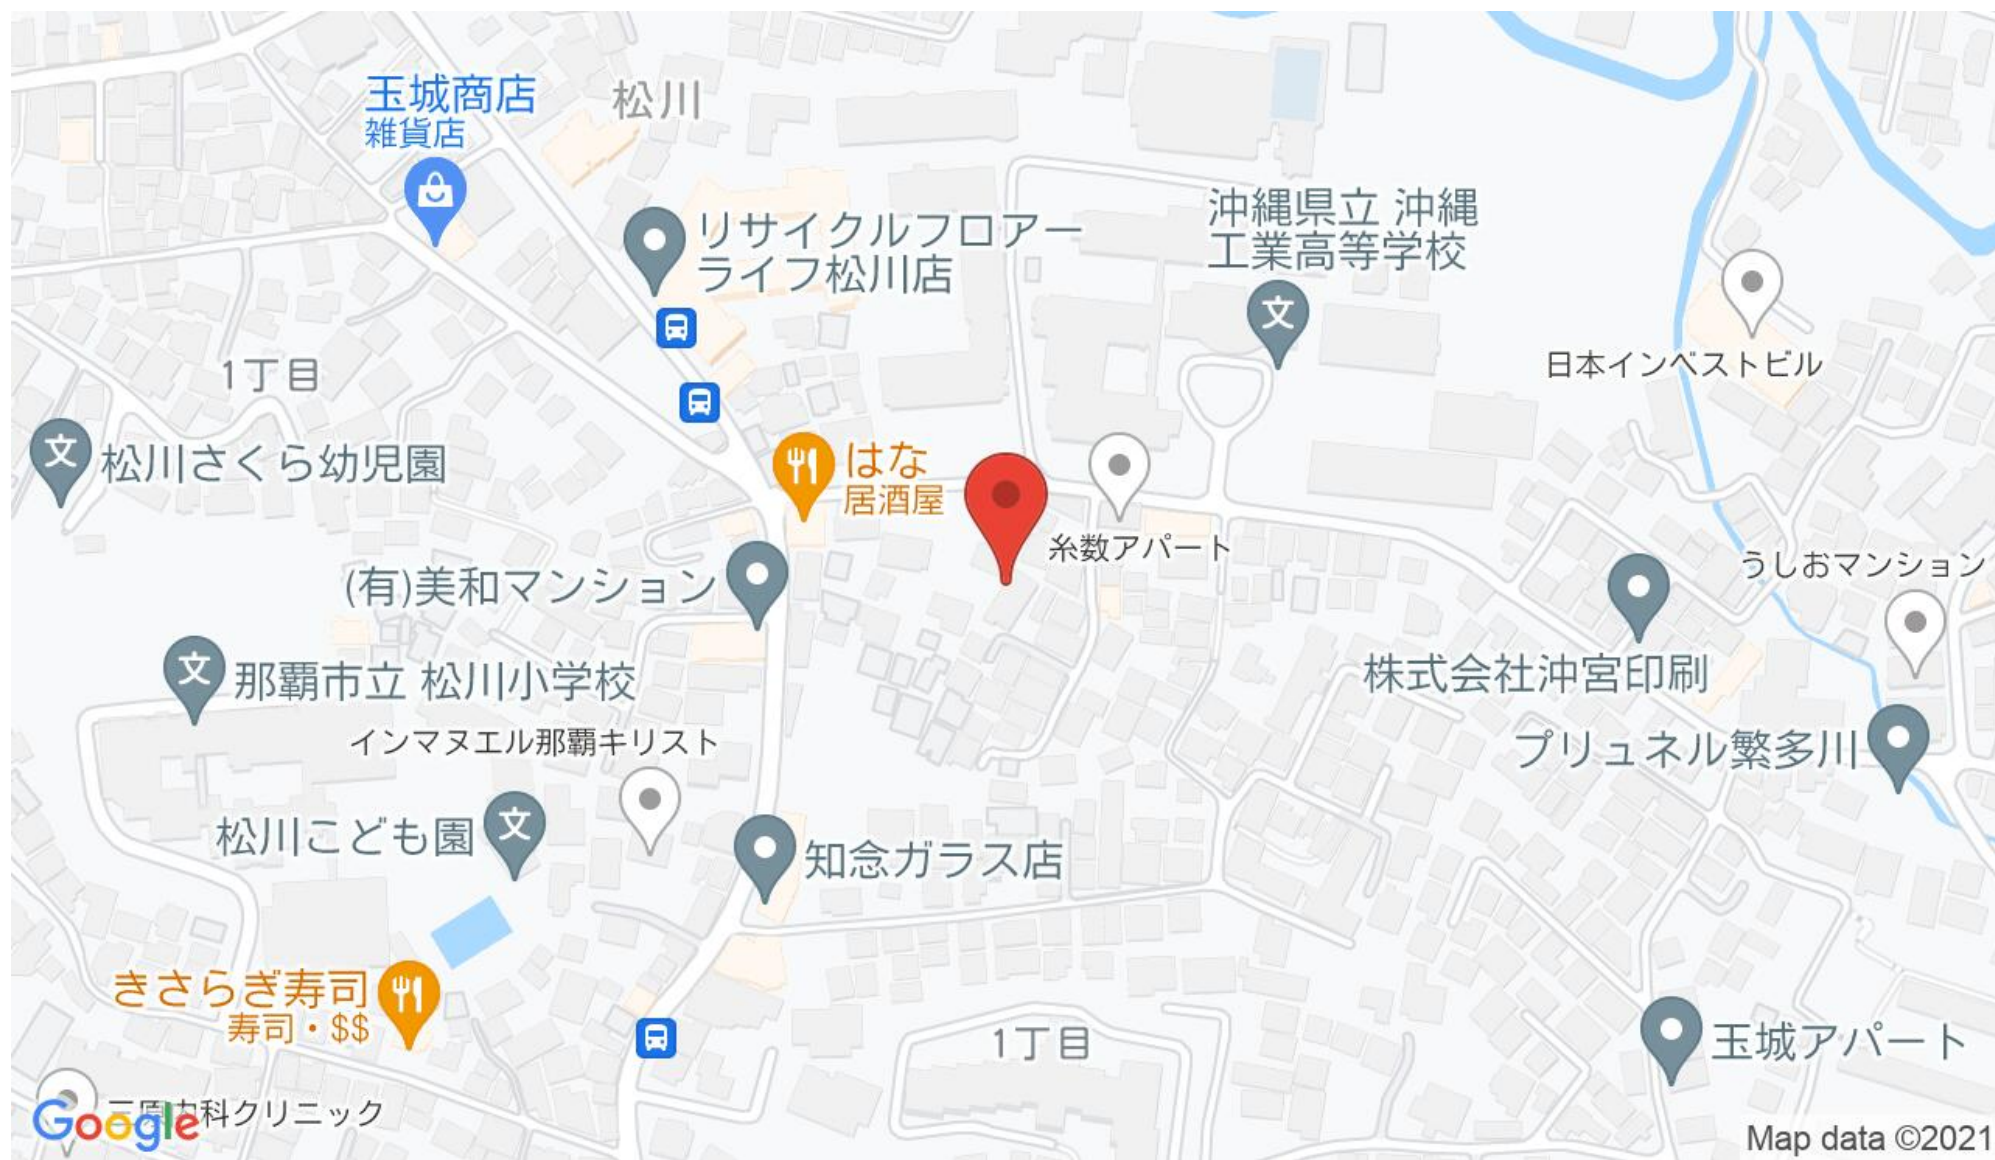 玉城商店
雑貨店
松川
リサイクルフロアー
ライフ松川店
沖縄県立 沖縄
工業高等学校
文
日本インベストビル
1丁目
文
松川さくら幼児園
はな
居酒屋
糸数アパート
うしおマンション
(有)美和マンション
文
那覇市立 松川小学校
株式会社沖宮印刷
インマヌエル那覇キリスト
プリュネル繁多川
松川こども園
文
知念ガラス店
きさらぎ寿司
寿司・$$
1丁目
玉城アパート
三原内科クリニック
Google
Map data ©2021